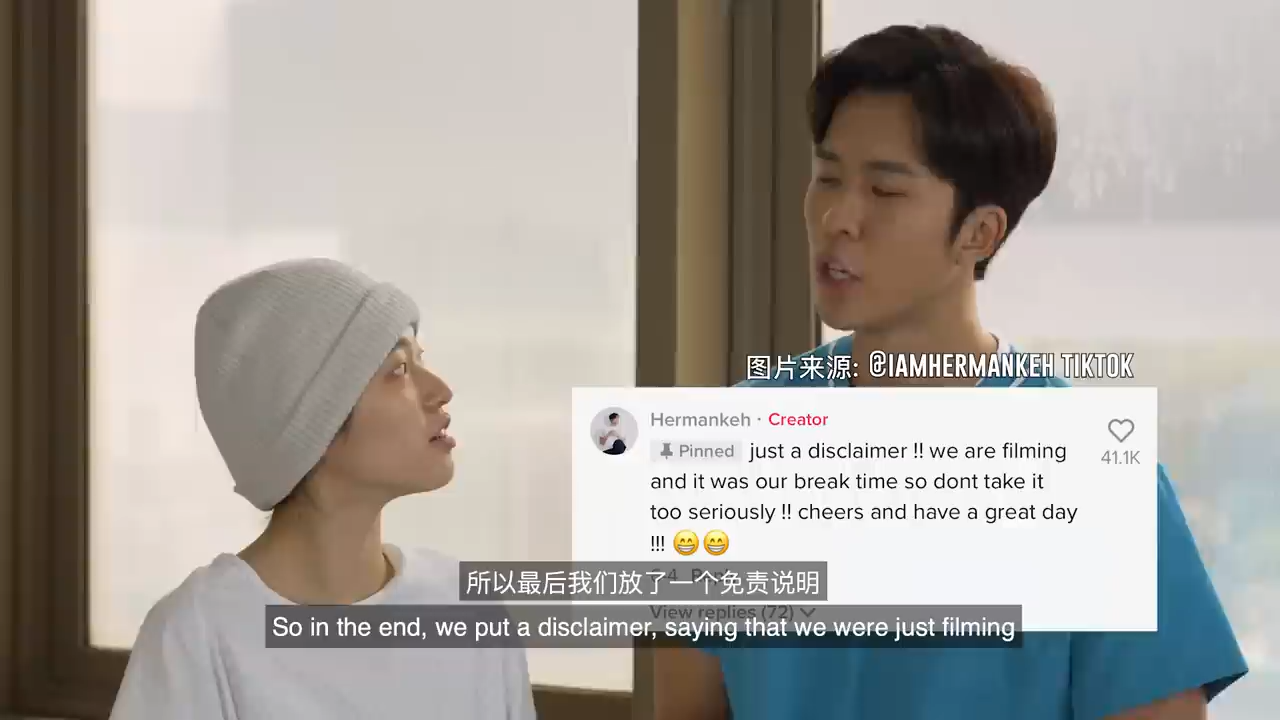 图片来源: @IAMHERMANKEH TIKTOK
Hermankeh · Creator
41.1K
Pinned just a disclaimer !! we are filming
and it was our break time so dont take it
too seriously !! cheers and have a great day
!!! 😁😁
View replies (72)
所以最后我们放了一个免责说明
So in the end, we put a disclaimer, saying that we were just filming